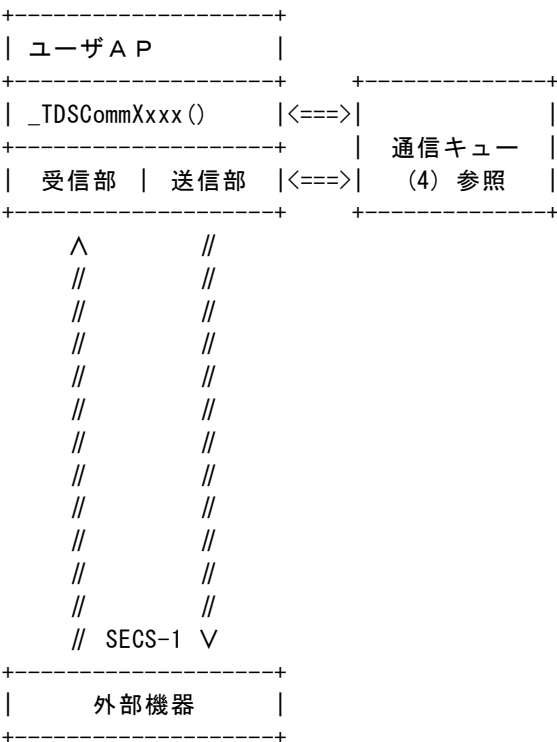 ユーザAP
_TDSCommXxxx() <===>
通信キュー
受信部 | 送信部 <===> (4) 参照
SECS-1
外部機器